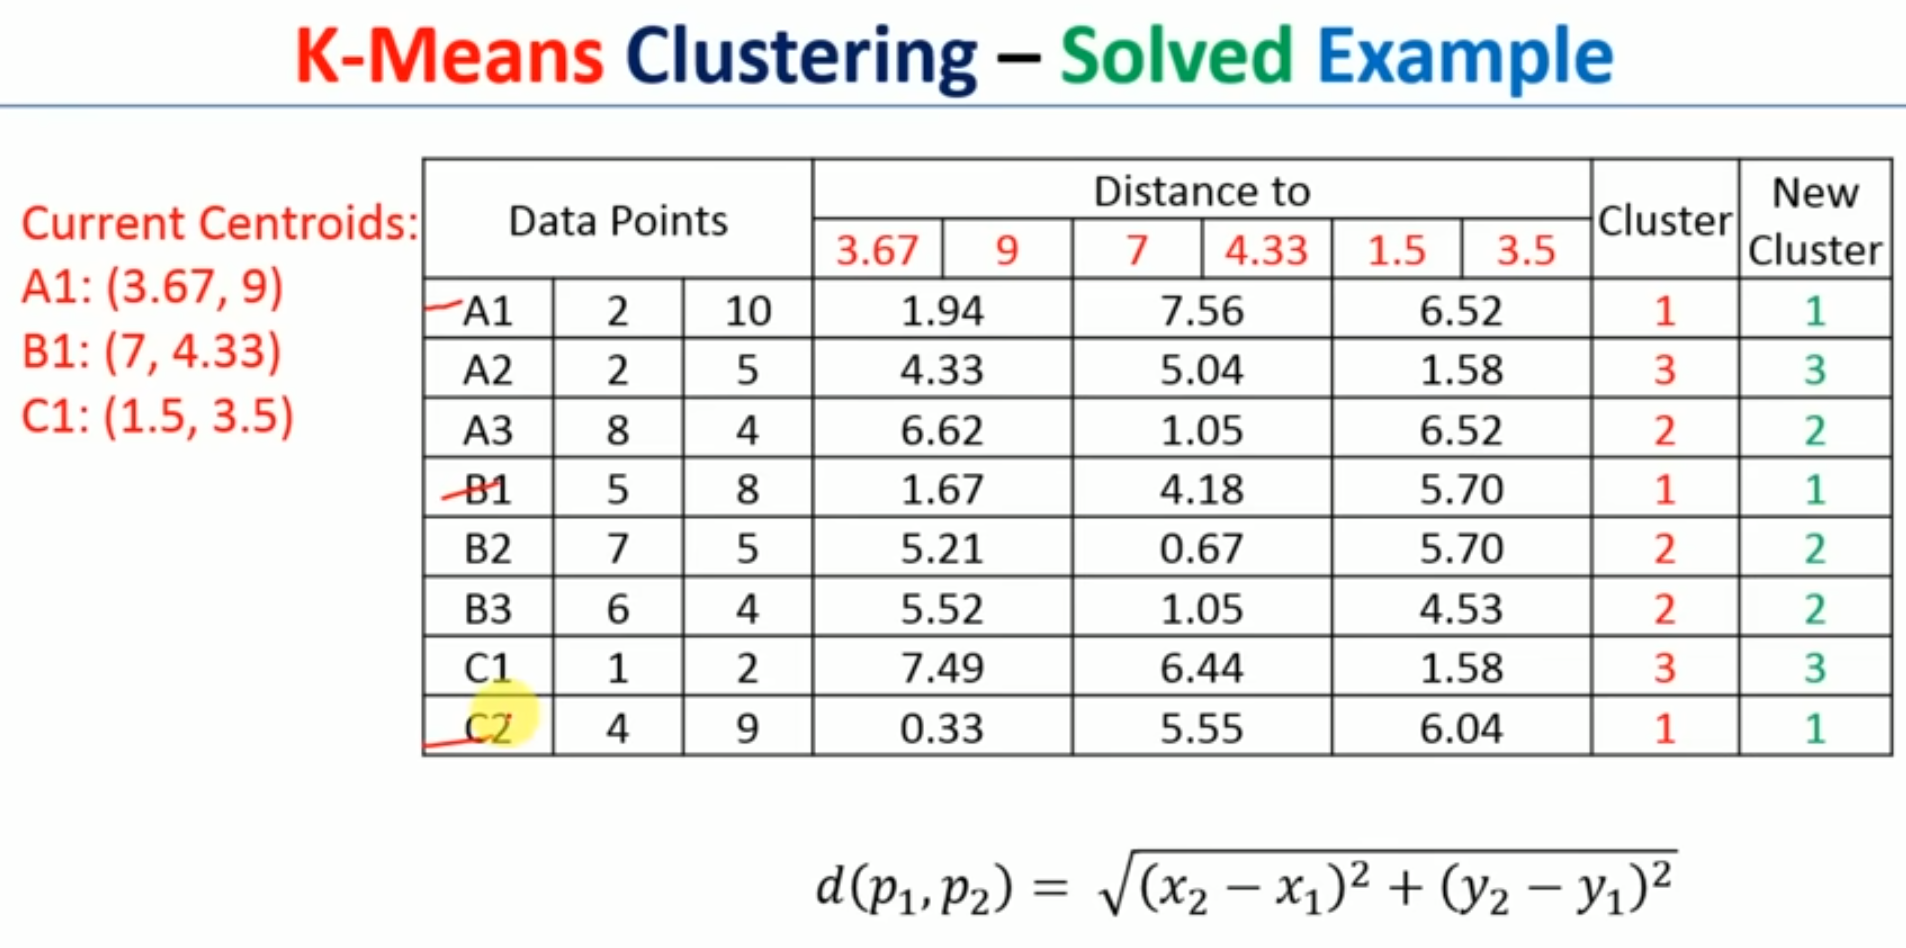 K-Means Clustering – Solved Example
Current Centroids:
A1: (3.67, 9)
B1: (7, 4.33)
C1: (1.5, 3.5)
Data Points Distance to Cluster New Cluster
3.67 9 7 4.33 1.5 3.5
A1 2 10 1.94 7.56 6.52 1 1
A2 2 5 4.33 5.04 1.58 3 3
A3 8 4 6.62 1.05 6.52 2 2
B1 5 8 1.67 4.18 5.70 1 1
B2 7 5 5.21 0.67 5.70 2 2
B3 6 4 5.52 1.05 4.53 2 2
C1 1 2 7.49 6.44 1.58 3 3
C2 4 9 0.33 5.55 6.04 1 1
d(p₁, p₂) = √(x₂ − x₁)² + (y₂ − y₁)²